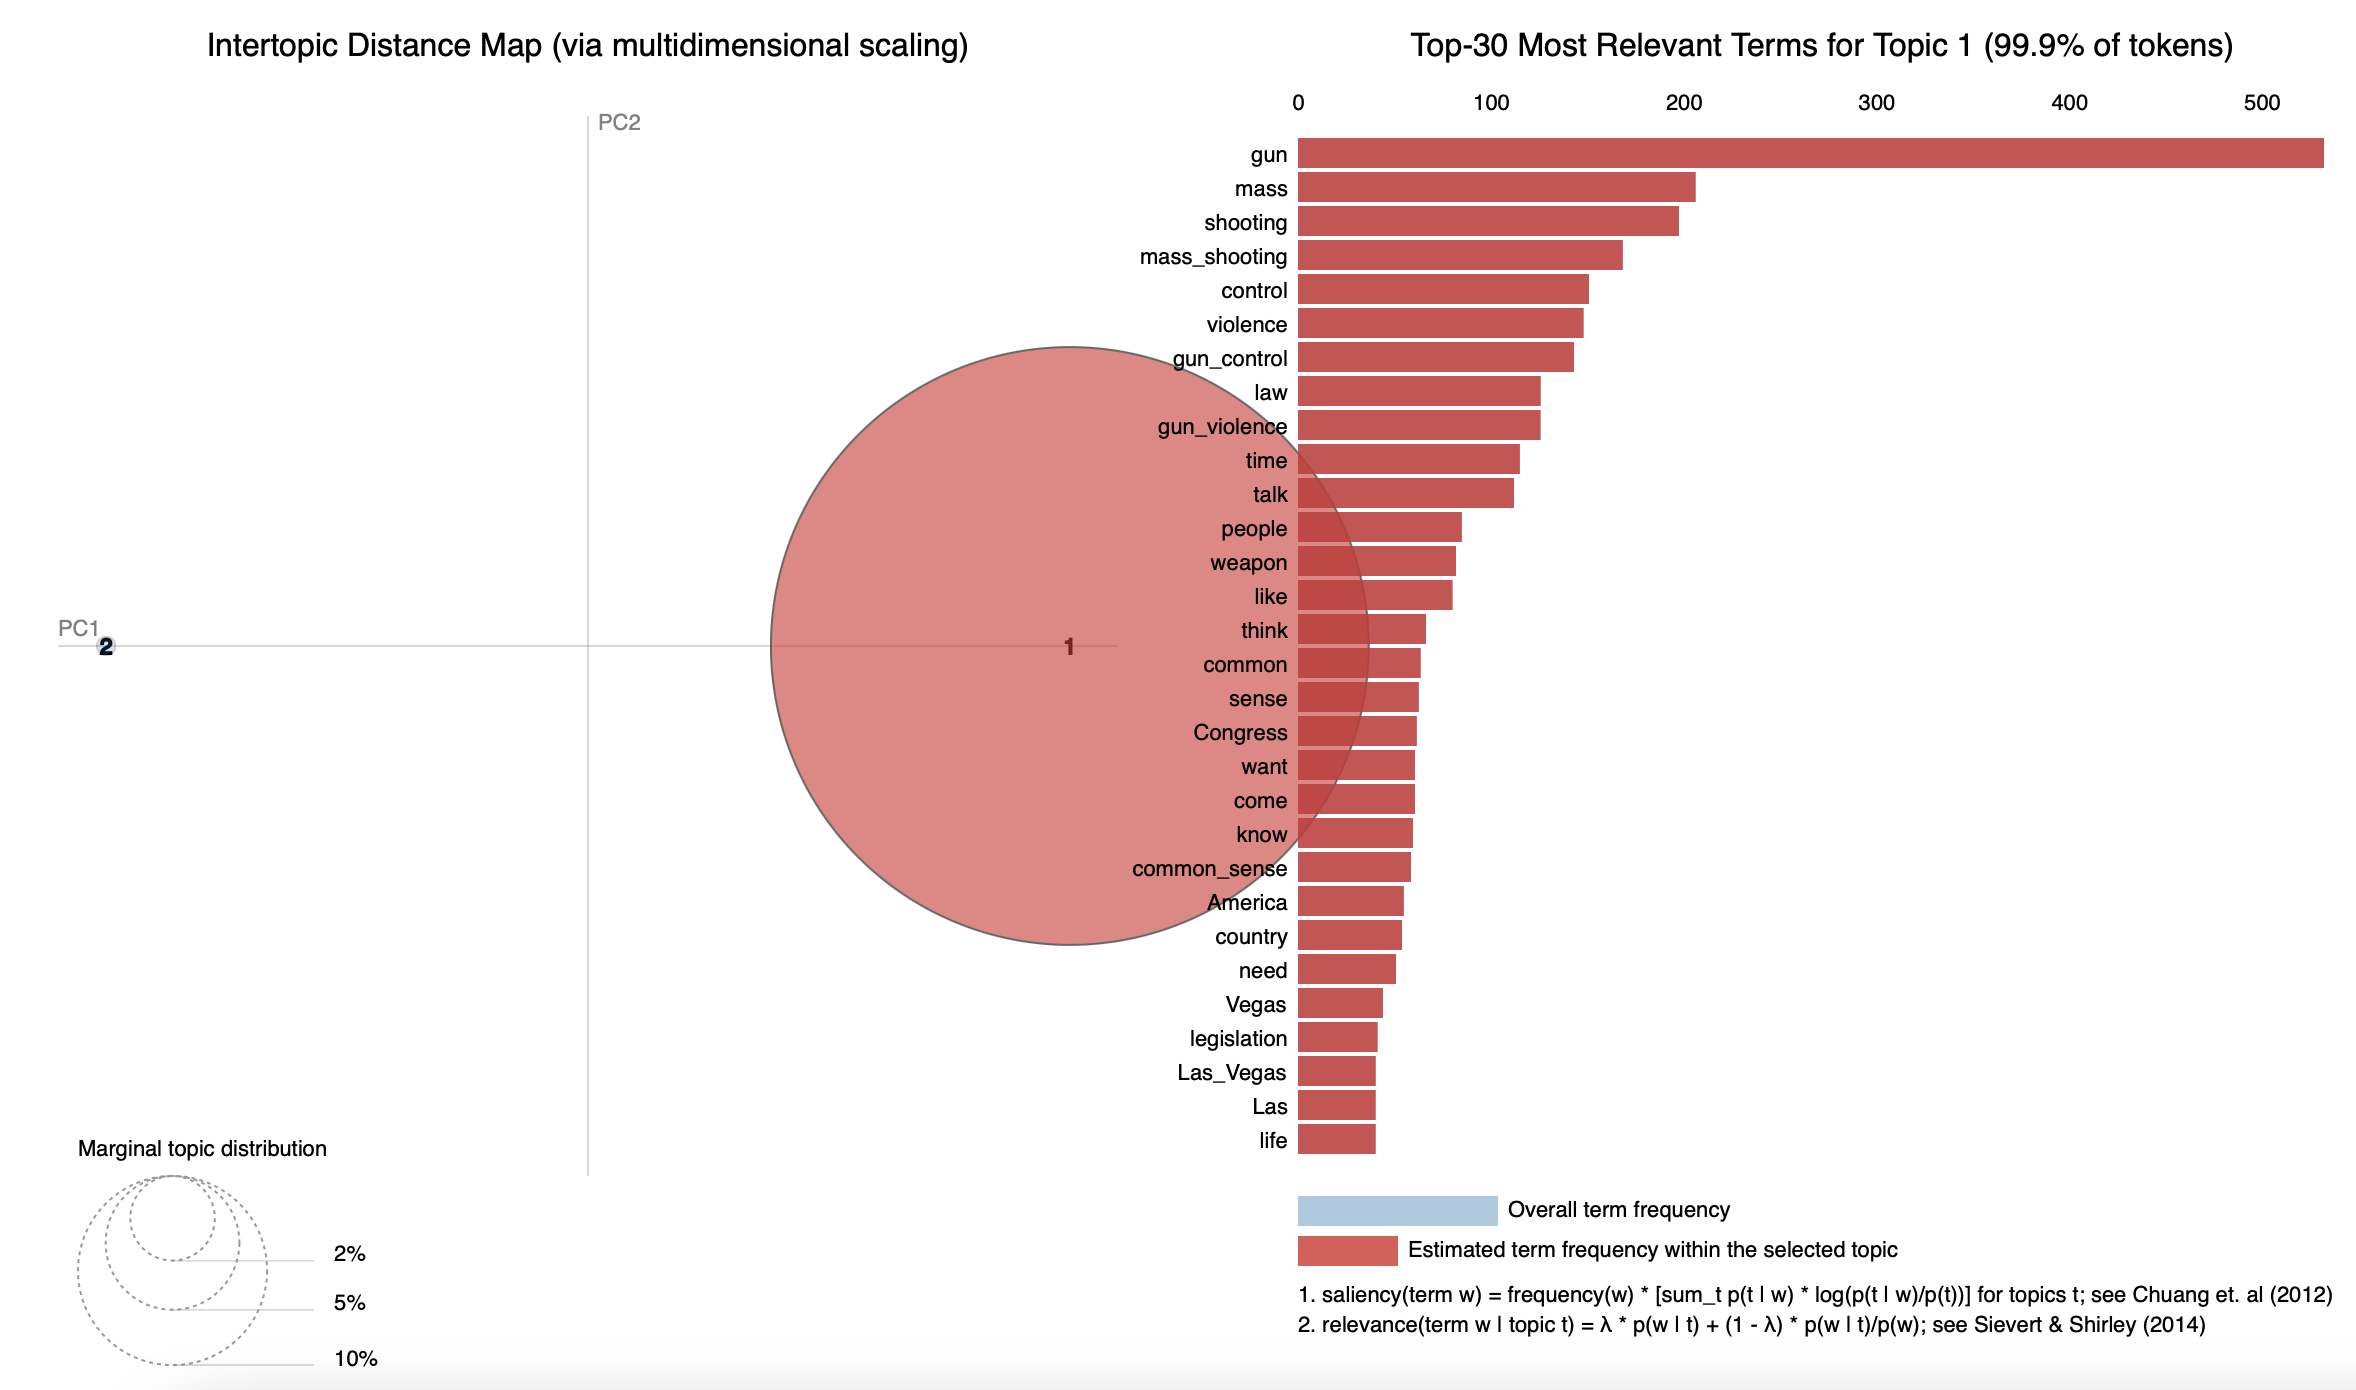 Intertopic Distance Map (via multidimensional scaling)
PC2
PC1
2
1
Marginal topic distribution
2%
5%
10%
Top-30 Most Relevant Terms for Topic 1 (99.9% of tokens)
0 100 200 300 400 500
gun
mass
shooting
mass_shooting
control
violence
gun_control
law
gun_violence
time
talk
people
weapon
like
think
common
sense
Congress
want
come
know
common_sense
America
country
need
Vegas
legislation
Las_Vegas
Las
life
Overall term frequency
Estimated term frequency within the selected topic
1. saliency(term w) = frequency(w) * [sum_t p(t | w) * log(p(t | w)/p(t))] for topics t; see Chuang et. al (2012)
2. relevance(term w | topic t) = λ * p(w | t) + (1 - λ) * p(w | t)/p(w); see Sievert & Shirley (2014)